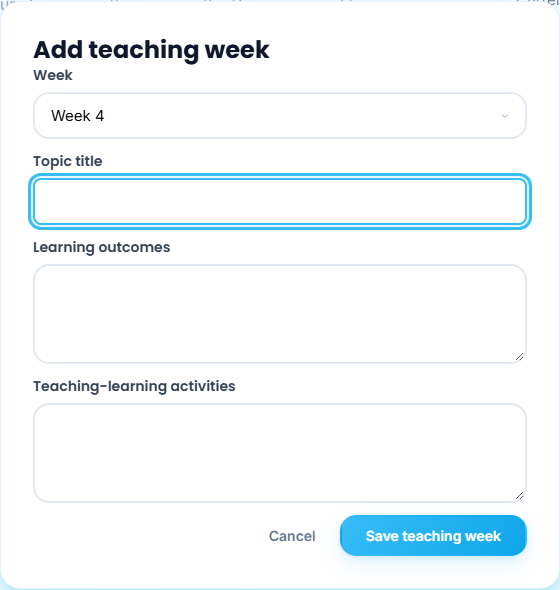 Add teaching week
Week
Week 4
Topic title
Learning outcomes
Teaching-learning activities
Cancel
Save teaching week